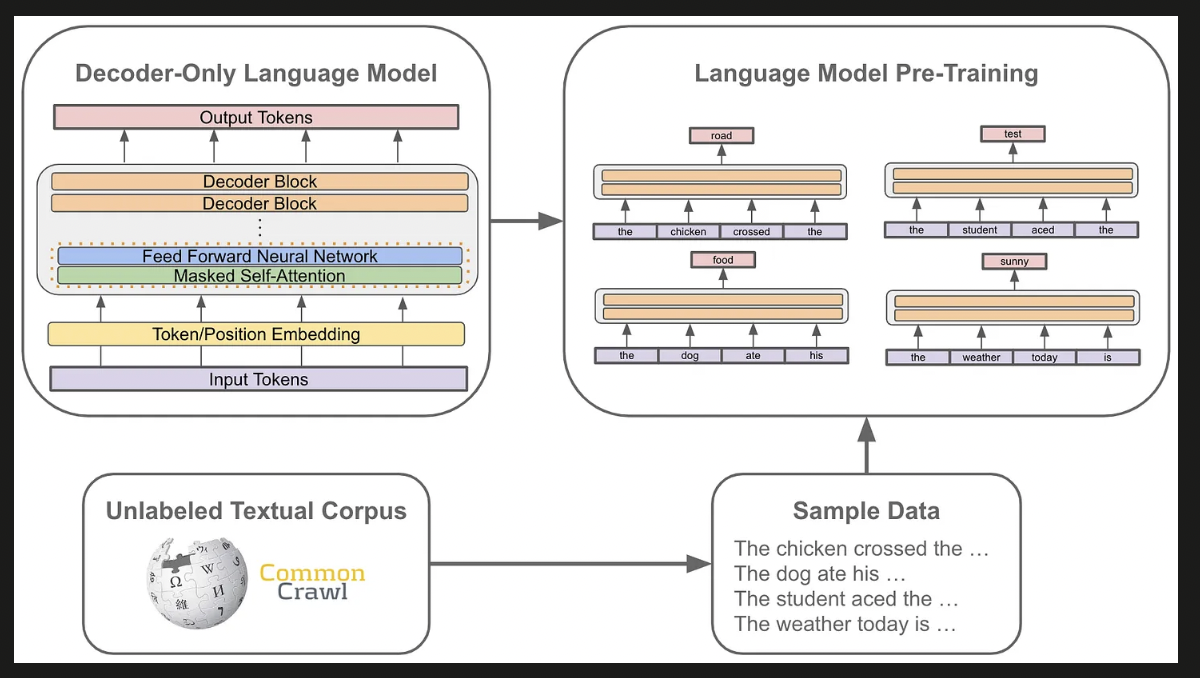 Decoder-Only Language Model
Output Tokens
Decoder Block
Decoder Block
Feed Forward Neural Network
Masked Self-Attention
Token/Position Embedding
Input Tokens
Language Model Pre-Training
road
the chicken crossed the
test
the student aced the
food
the dog ate his
sunny
the weather today is
Unlabeled Textual Corpus
Ω W И 維 7
Common
Crawl
Sample Data
The chicken crossed the …
The dog ate his …
The student aced the …
The weather today is …